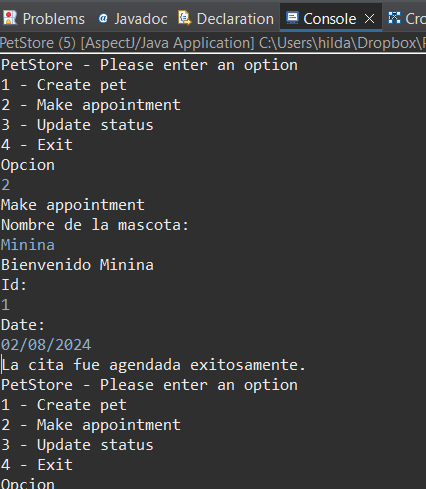 Problems Javadoc Declaration Console Cro
PetStore (5) [AspectJ/Java Application] C:\Users\hilda\Dropbox\
PetStore - Please enter an option
1 - Create pet
2 - Make appointment
3 - Update status
4 - Exit
Opcion
2
Make appointment
Nombre de la mascota:
Minina
Bienvenido Minina
Id:
1
Date:
02/08/2024
La cita fue agendada exitosamente.
PetStore - Please enter an option
1 - Create pet
2 - Make appointment
3 - Update status
4 - Exit
Opcion